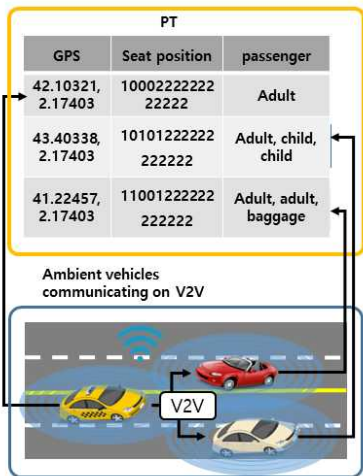 PT
GPS Seat position passenger
42.10321, 10002222222 Adult
2.17403 22222
43.40338, 10101222222 Adult, child,
2.17403 222222 child
41.22457, 11001222222 Adult, adult,
2.17403 222222 baggage
Ambient vehicles
communicating on V2V
V2V